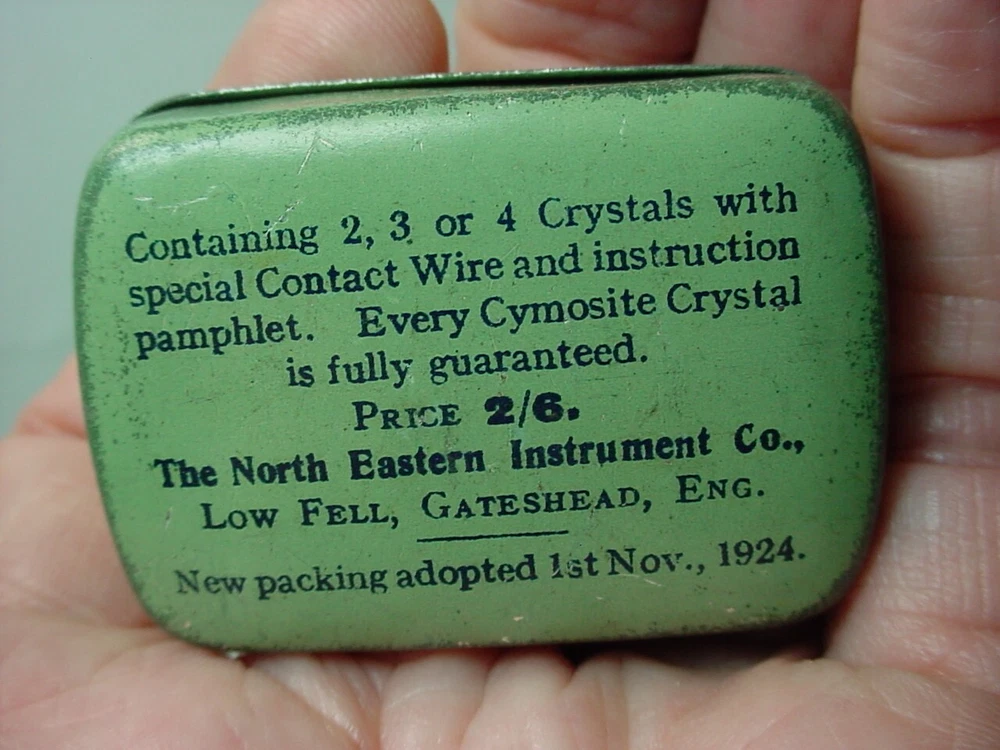 Containing 2, 3 or 4 Crystals with
special Contact Wire and instruction
pamphlet. Every Cymosite Crystal
is fully guaranteed.
PRICE 2/6.
The North Eastern Instrument Co.,
LOW FELL, GATESHEAD, ENG.
New packing adopted 1st Nov., 1924.